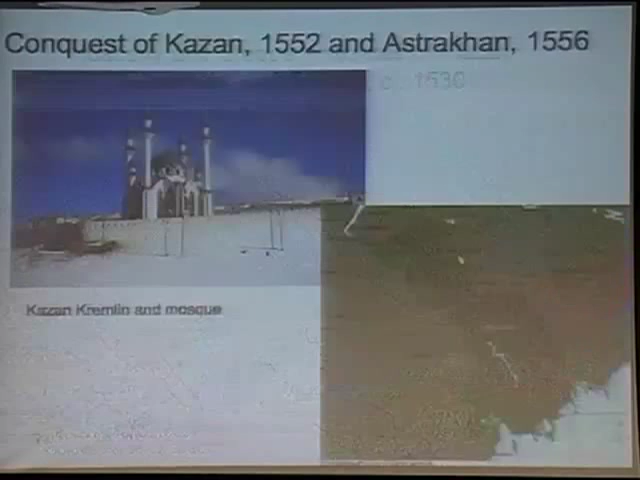 Conquest of Kazan, 1552 and Astrakhan, 1556
c. 1530
Kazan Kremlin and mosque